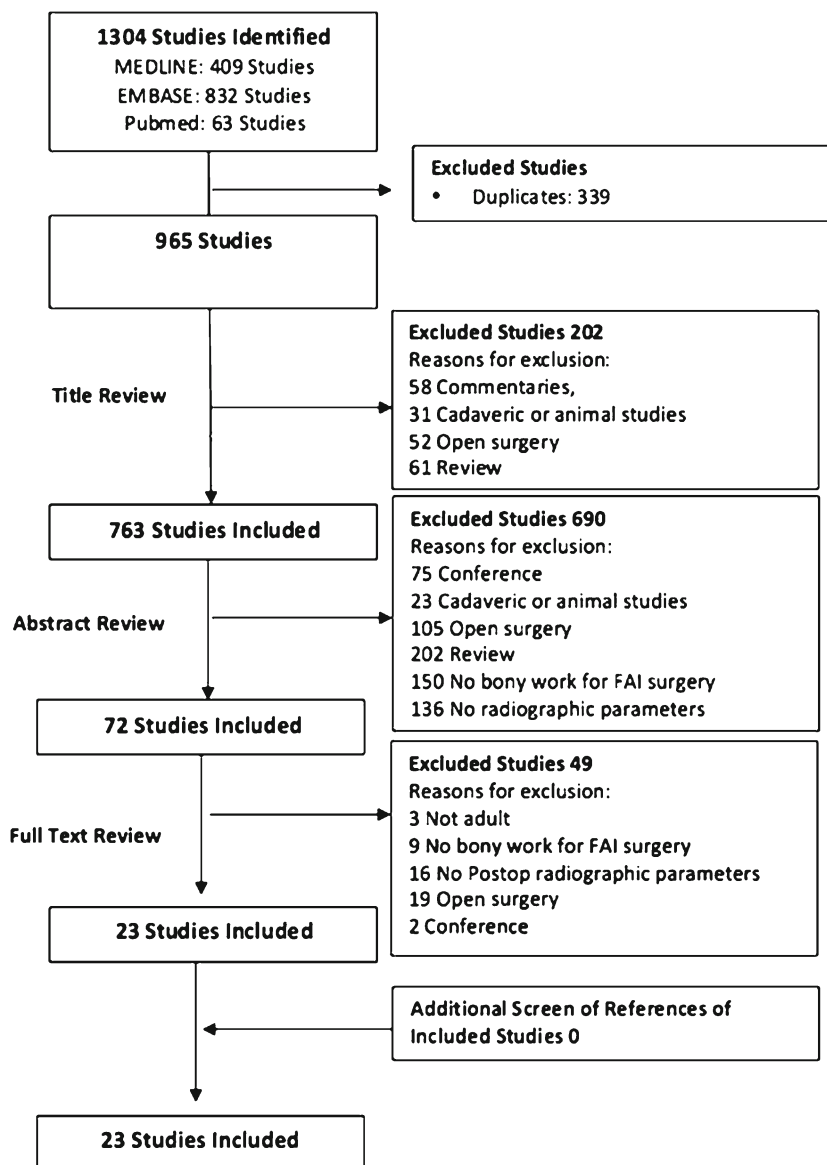 1304 Studies Identified
MEDLINE: 409 Studies
EMBASE: 832 Studies
Pubmed: 63 Studies
Excluded Studies
• Duplicates: 339
965 Studies
Title Review
Excluded Studies 202
Reasons for exclusion:
58 Commentaries,
31 Cadaveric or animal studies
52 Open surgery
61 Review
763 Studies Included
Abstract Review
Excluded Studies 690
Reasons for exclusion:
75 Conference
23 Cadaveric or animal studies
105 Open surgery
202 Review
150 No bony work for FAI surgery
136 No radiographic parameters
72 Studies Included
Full Text Review
Excluded Studies 49
Reasons for exclusion:
3 Not adult
9 No bony work for FAI surgery
16 No Postop radiographic parameters
19 Open surgery
2 Conference
23 Studies Included
Additional Screen of References of
Included Studies 0
23 Studies Included